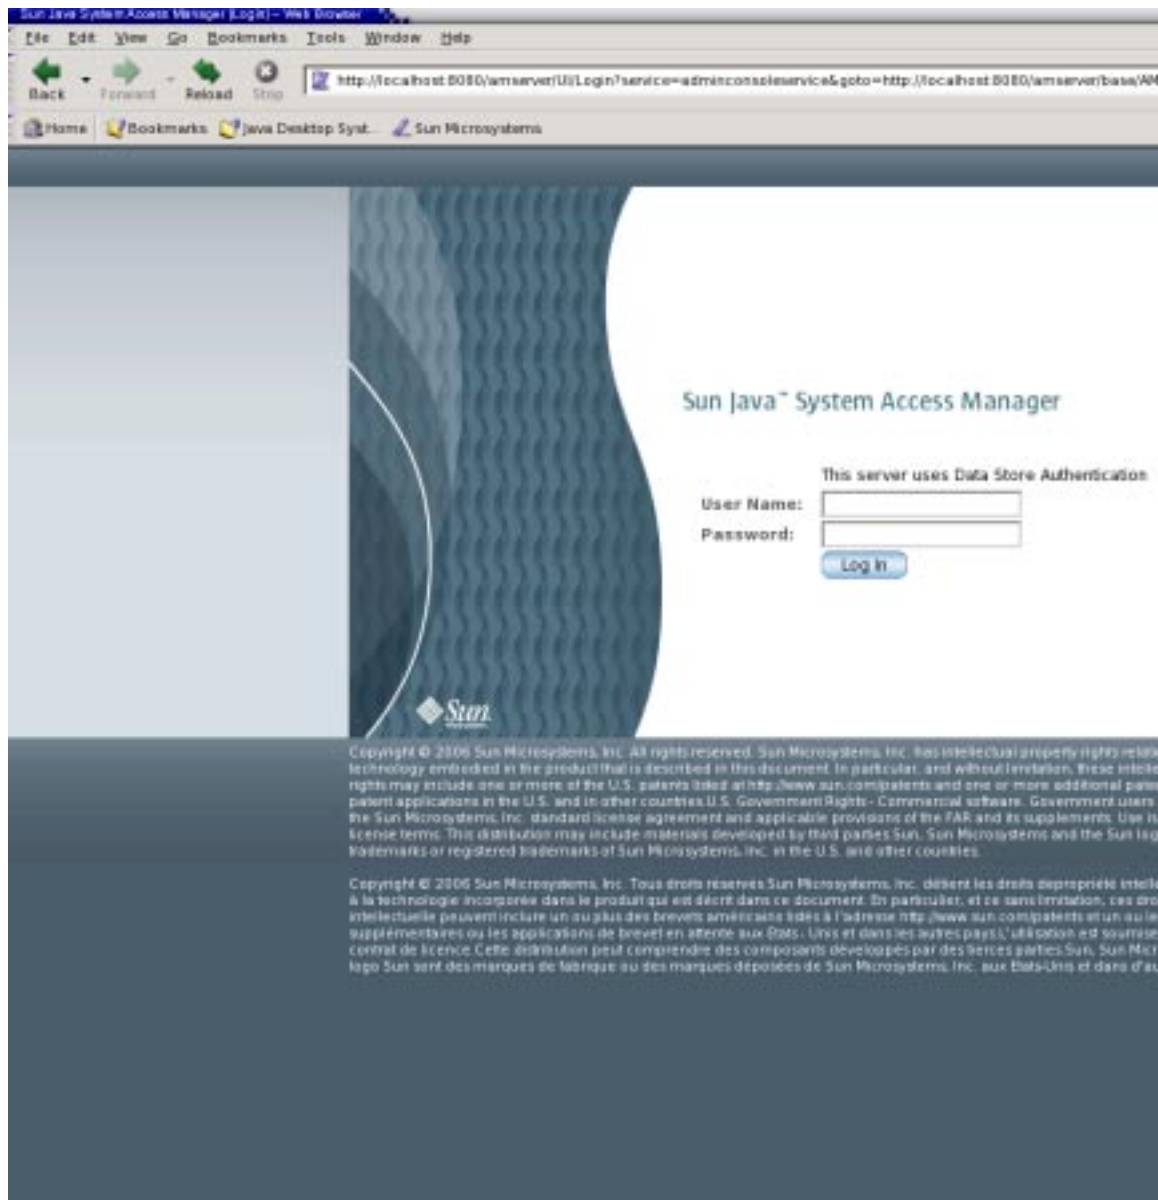 Sun Java System Access Manager (Login) - Web Browser
File Edit View Go Bookmarks Tools Window Help
Back Forward Reload Stop
http://localhost:8080/amserver/UI/Login?service=adminconsoleservice&goto=http://localhost:8080/amserver/base/AM
Home Bookmarks Java Desktop Syst... Sun Microsystems
Sun Java™ System Access Manager
This server uses Data Store Authentication
User Name:
Password:
Log In
Sun
Copyright © 2006 Sun Microsystems, Inc. All rights reserved. Sun Microsystems, Inc. has intellectual property rights relati
technology embodied in the product that is described in this document. In particular, and without limitation, these intelle
rights may include one or more of the U.S. patents listed at http://www.sun.com/patents and one or more additional pate
patent applications in the U.S. and in other countries.U.S. Government Rights - Commercial software. Government users
the Sun Microsystems, Inc. standard license agreement and applicable provisions of the FAR and its supplements. Use is
license terms. This distribution may include materials developed by third parties.Sun, Sun Microsystems and the Sun log
trademarks or registered trademarks of Sun Microsystems, Inc. in the U.S. and other countries.
Copyright © 2006 Sun Microsystems, Inc. Tous droits réservés.Sun Microsystems, Inc. détient les droits depropriété intelle
à la technologie incorporée dans le produit qui est décrit dans ce document. En particulier, et ce sans limitation, ces dro
intellectuelle peuvent inclure un ou plus des brevets américains listés à l'adresse http://www.sun.com/patents et un ou le
supplémentaires ou les applications de brevet en attente aux Etats - Unis et dans les autres pays.L'utilisation est soumise
contrat de licence.Cette distribution peut comprendre des composants développés par des tierces parties.Sun, Sun Micr
logo Sun sont des marques de fabrique ou des marques déposées de Sun Microsystems, Inc. aux Etats-Unis et dans d'au